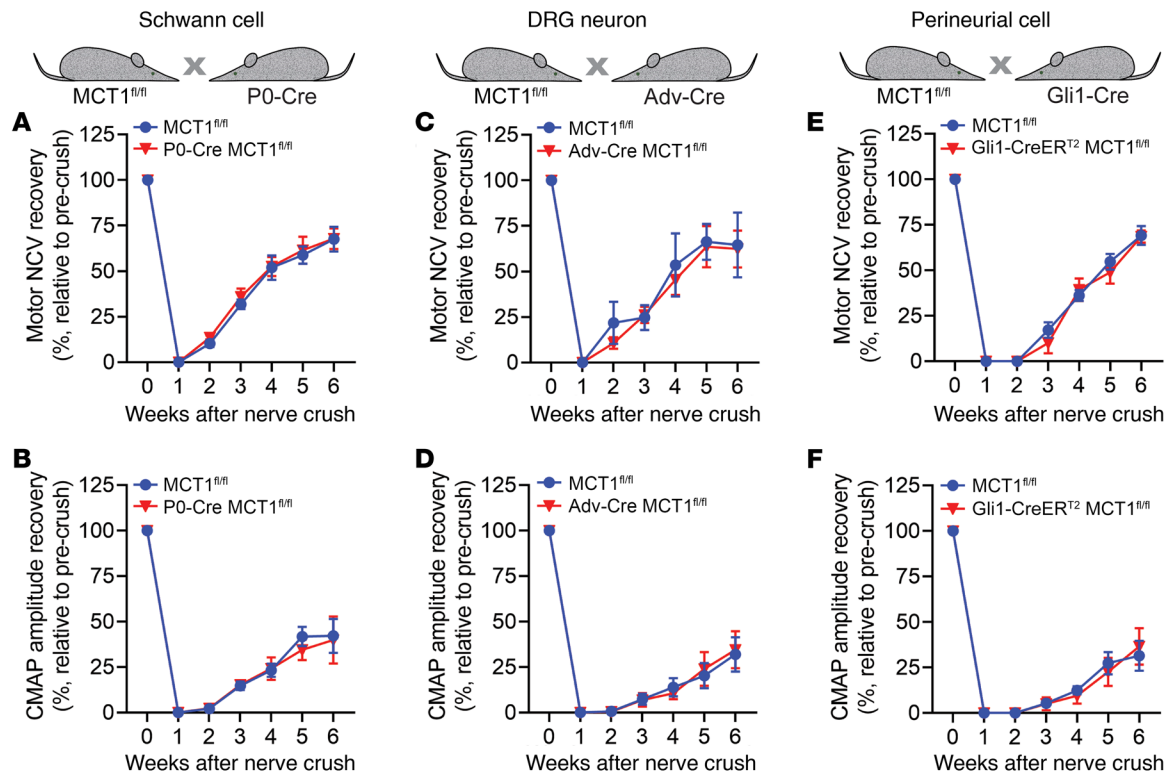 Schwann cell
DRG neuron
Perineurial cell
MCT1fl/fl
X
P0-Cre
MCT1fl/fl
X
Adv-Cre
MCT1fl/fl
X
Gli1-Cre
A
MCT1fl/fl
P0-Cre MCT1fl/fl
Motor NCV recovery
(%, relative to pre-crush)
125
100
75
50
25
0
0 1 2 3 4 5 6
Weeks after nerve crush
C
MCT1fl/fl
Adv-Cre MCT1fl/fl
Motor NCV recovery
(%, relative to pre-crush)
125
100
75
50
25
0
0 1 2 3 4 5 6
Weeks after nerve crush
E
MCT1fl/fl
Gli1-CreERT2 MCT1fl/fl
Motor NCV recovery
(%, relative to pre-crush)
125
100
75
50
25
0
0 1 2 3 4 5 6
Weeks after nerve crush
B
MCT1fl/fl
P0-Cre MCT1fl/fl
CMAP amplitude recovery
(%, relative to pre-crush)
125
100
75
50
25
0
0 1 2 3 4 5 6
Weeks after nerve crush
D
MCT1fl/fl
Adv-Cre MCT1fl/fl
CMAP amplitude recovery
(%, relative to pre-crush)
125
100
75
50
25
0
0 1 2 3 4 5 6
Weeks after nerve crush
F
MCT1fl/fl
Gli1-CreERT2 MCT1fl/fl
CMAP amplitude recovery
(%, relative to pre-crush)
125
100
75
50
25
0
0 1 2 3 4 5 6
Weeks after nerve crush